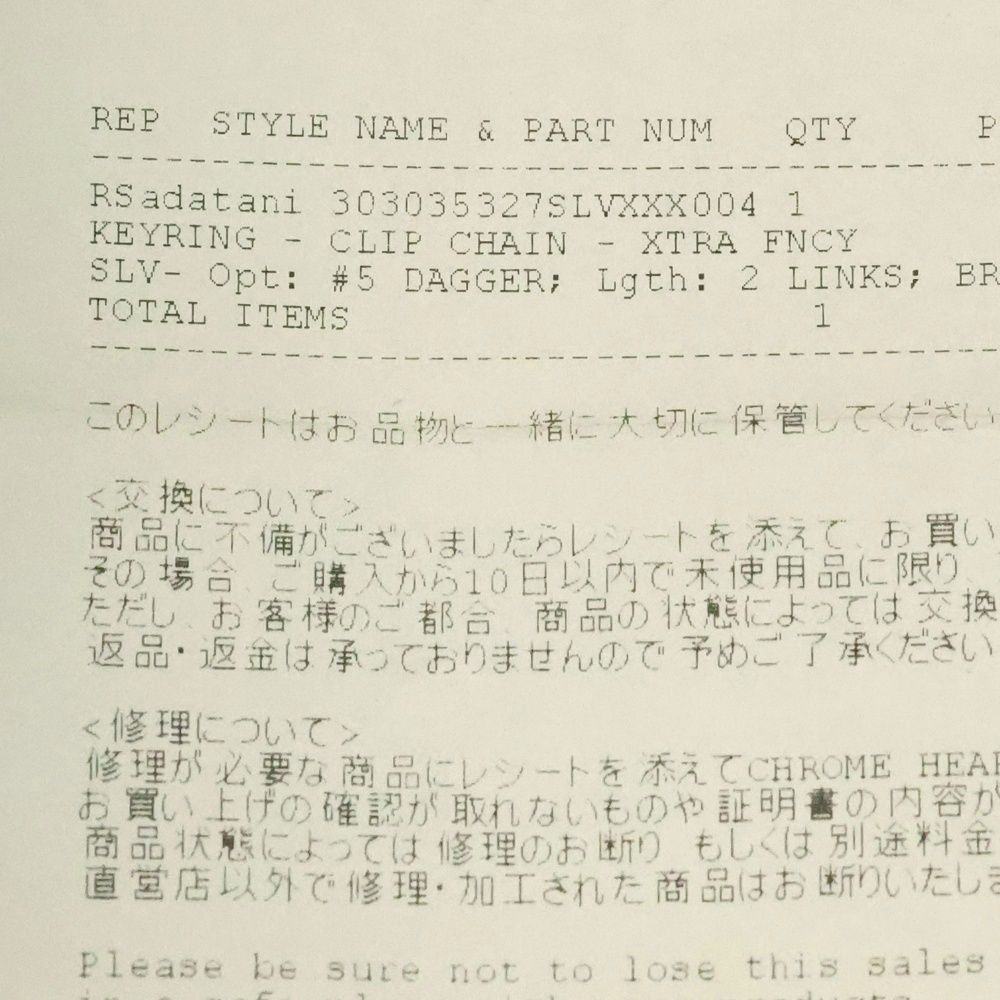 REP STYLE NAME & PART NUM QTY P
RSadatani 303035327SLVXXX004 1
KEYRING - CLIP CHAIN - XTRA FNCY
SLV- Opt: #5 DAGGER; Lgth: 2 LINKS; BR
TOTAL ITEMS 1
このレシートはお品物と一緒に大切に保管してください
<交換について>
商品に不備がございましたらレシートを添えて、お買い
その場合、ご購入から10日以内で未使用品に限り、
ただし、お客様のご都合、商品の状態によっては交換
返品・返金は承っておりませんので予めご了承ください
<修理について>
修理が必要な商品にレシートを添えてCHROME HEAR
お買い上げの確認が取れないものや証明書の内容が
商品状態によっては修理のお断り、もしくは別途料金
直営店以外で修理・加工された商品はお断りいたしま
Please be sure not to lose this sales